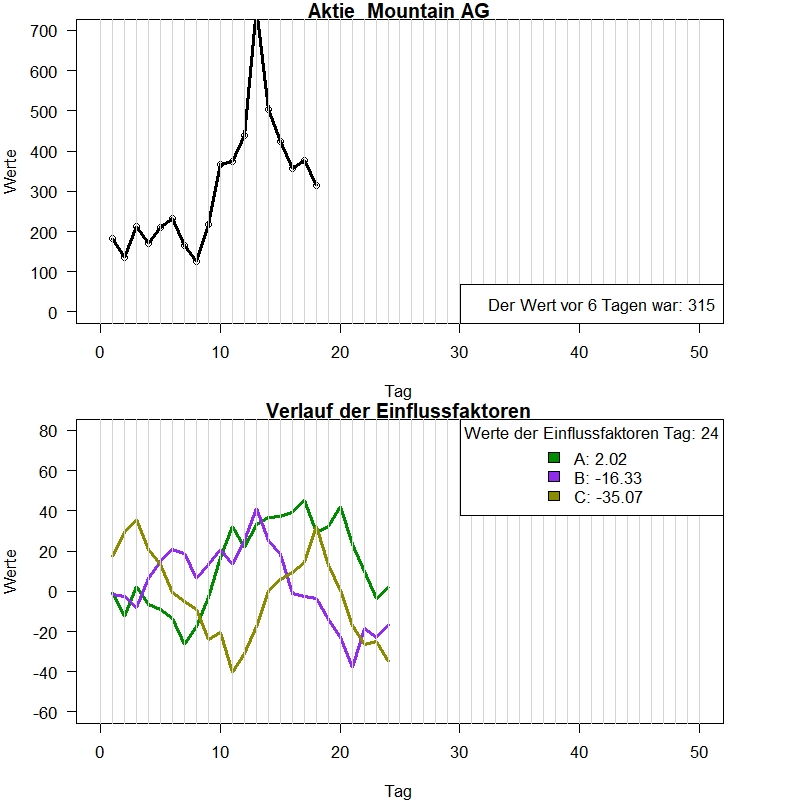 Aktie  Mountain AG
700
600
500
400
300
200
100
0
Werte
Der Wert vor 6 Tagen war: 315
0 10 20 30 40 50
Tag
Verlauf der Einflussfaktoren
80
60
40
20
0
-20
-40
-60
Werte
Werte der Einflussfaktoren Tag: 24
A: 2.02
B: -16.33
C: -35.07
0 10 20 30 40 50
Tag